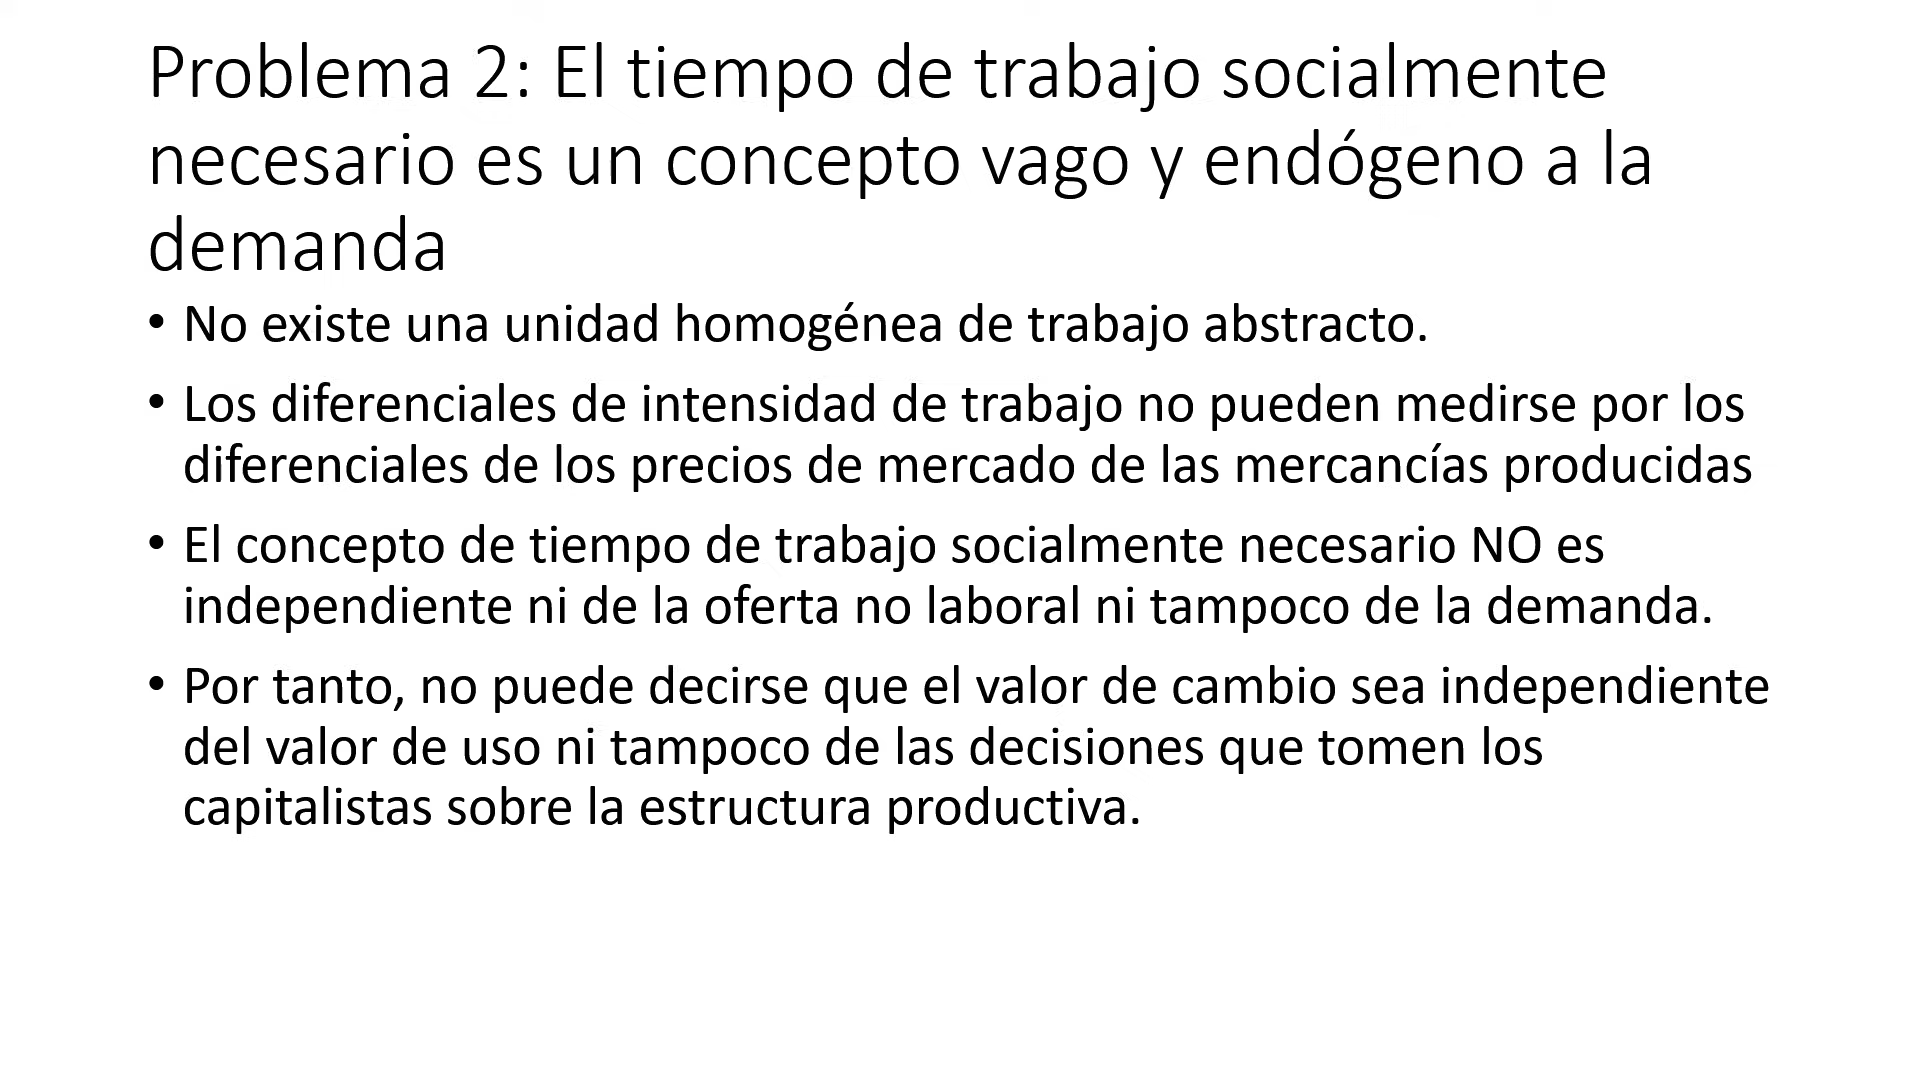 Problema 2: El tiempo de trabajo socialmente
necesario es un concepto vago y endógeno a la
demanda
• No existe una unidad homogénea de trabajo abstracto.
• Los diferenciales de intensidad de trabajo no pueden medirse por los
diferenciales de los precios de mercado de las mercancías producidas
• El concepto de tiempo de trabajo socialmente necesario NO es
independiente ni de la oferta no laboral ni tampoco de la demanda.
• Por tanto, no puede decirse que el valor de cambio sea independiente
del valor de uso ni tampoco de las decisiones que tomen los
capitalistas sobre la estructura productiva.